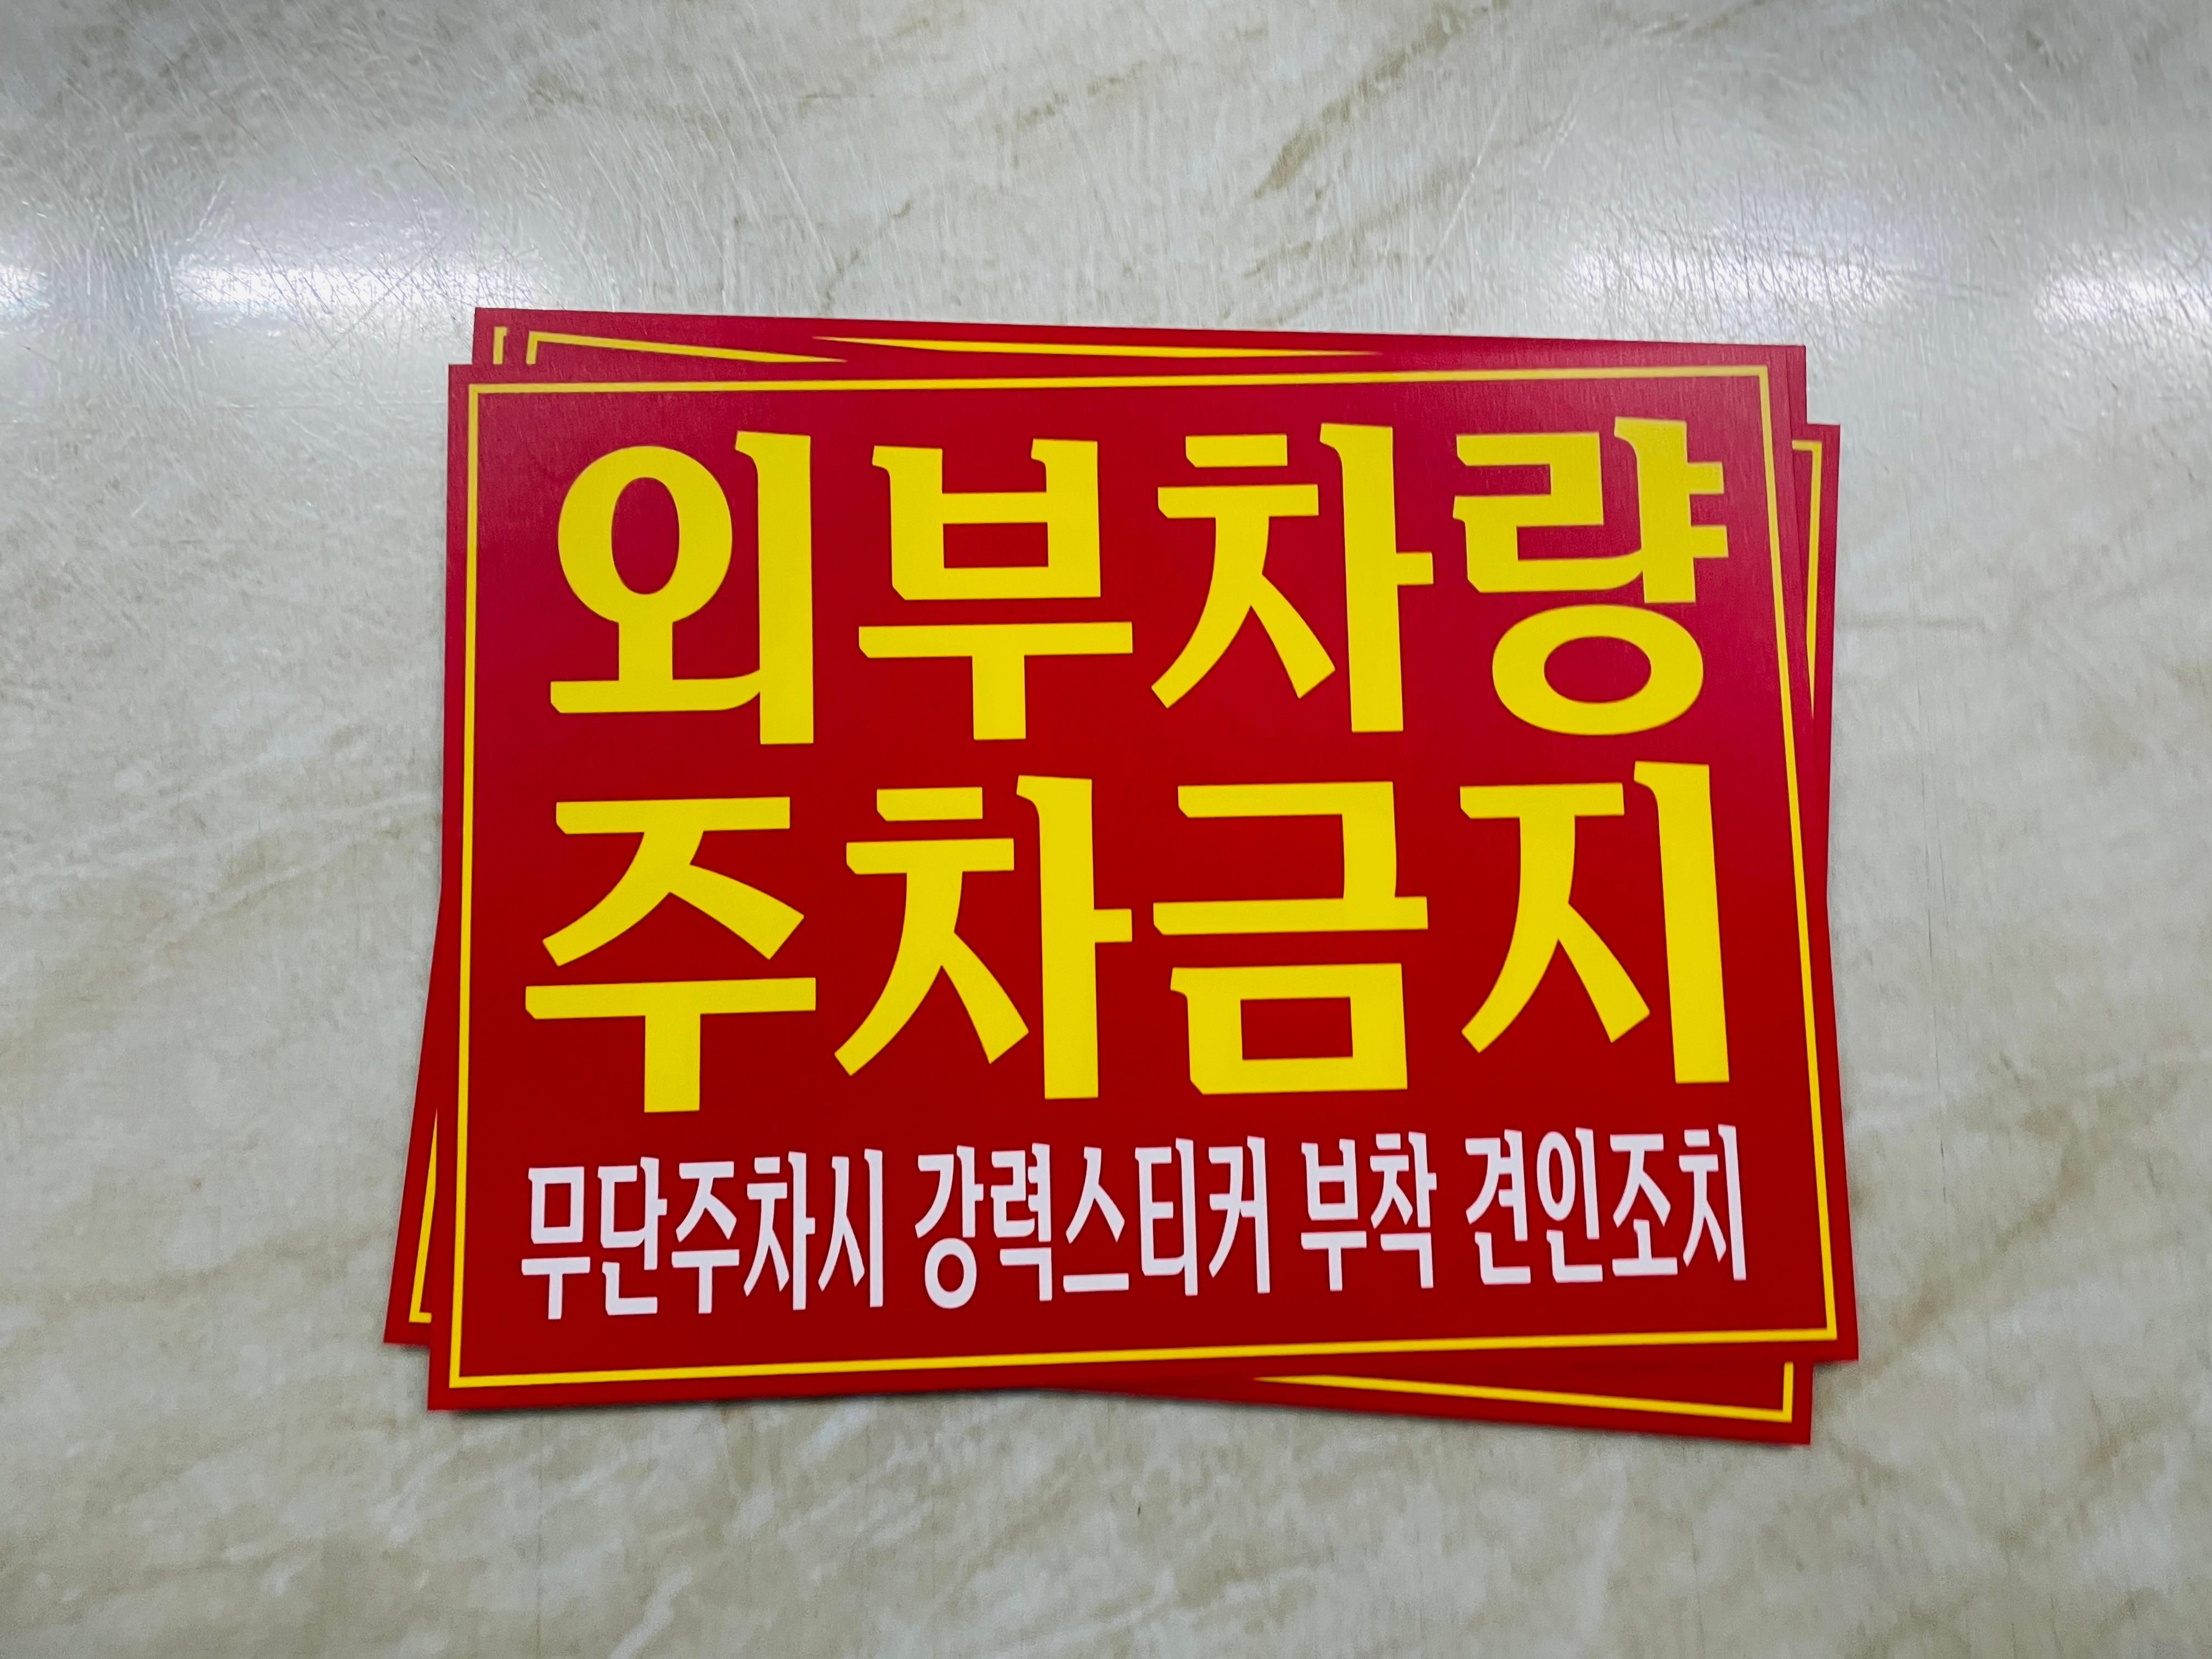 외부차량
주차금지
무단주차시 강력스티커 부착 견인조치